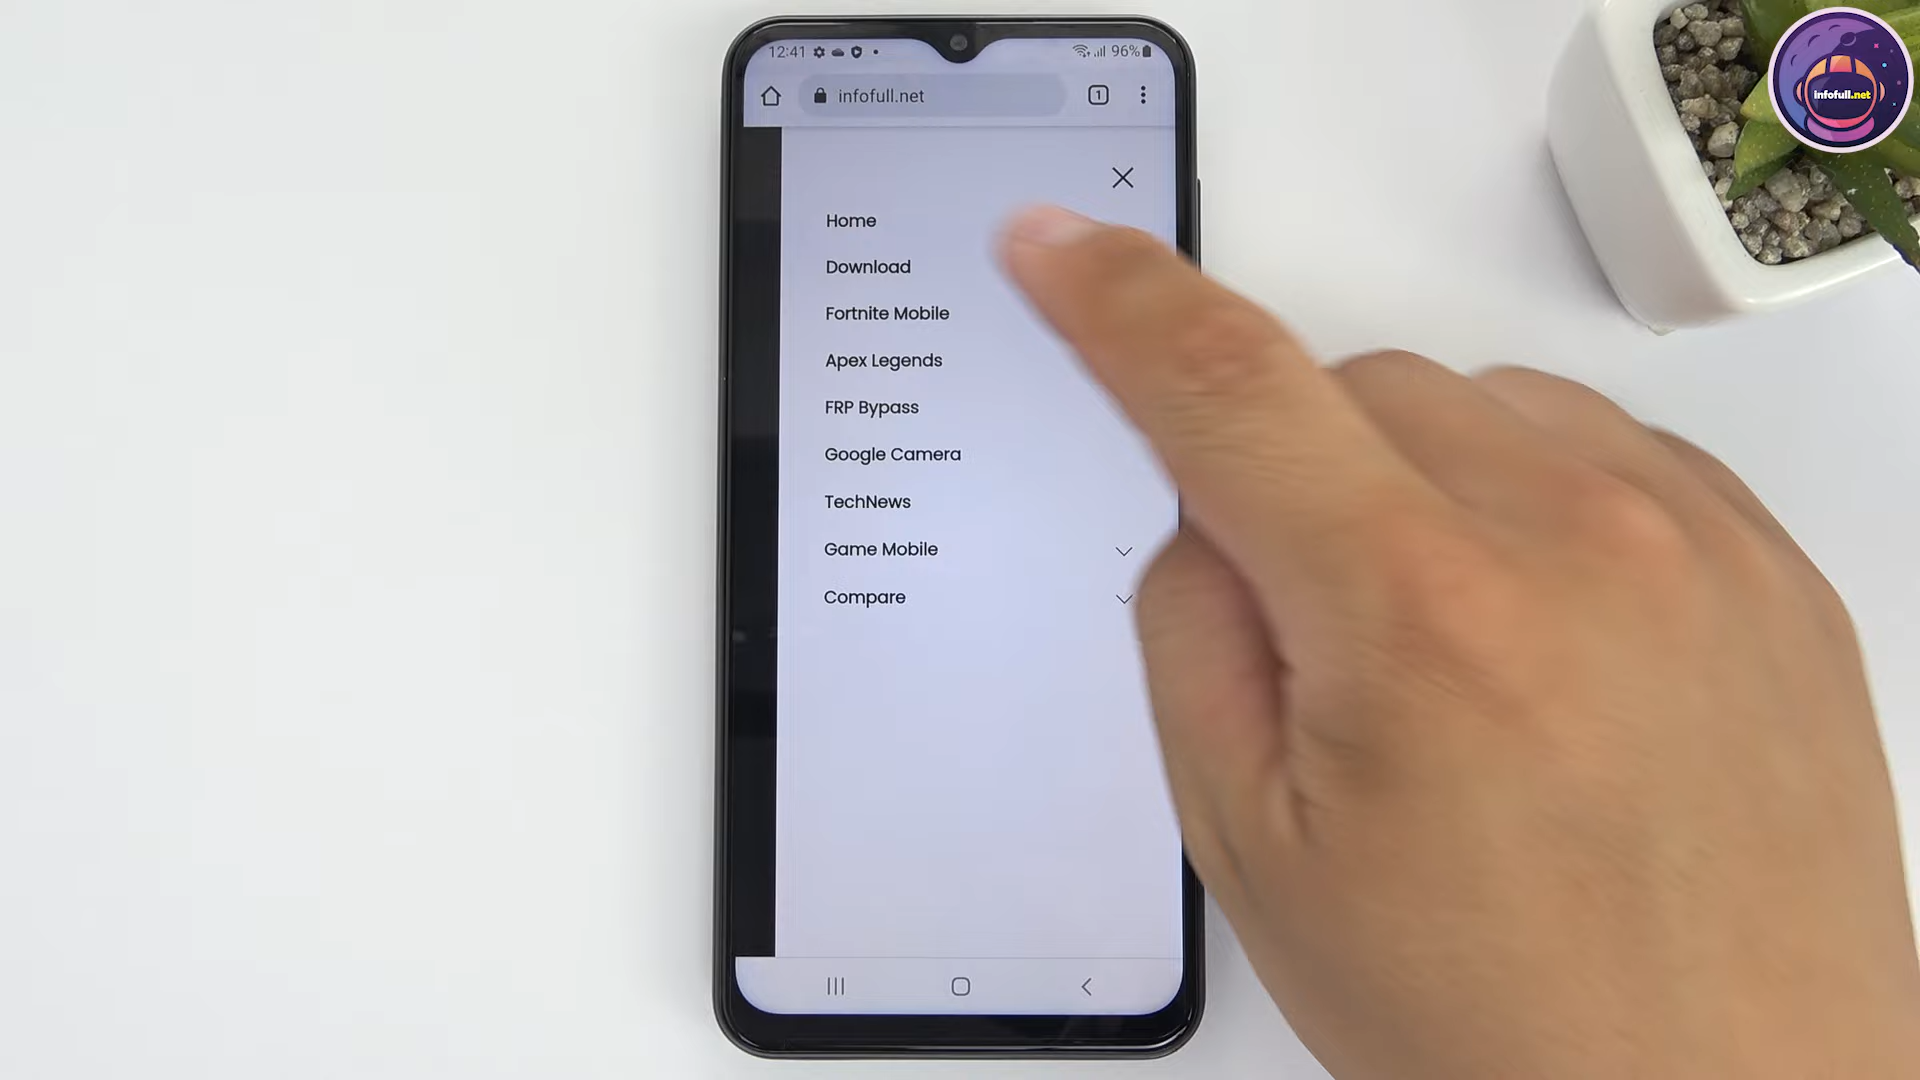 12:41
96%
infofull.net
1
Home
Download
Fortnite Mobile
Apex Legends
FRP Bypass
Google Camera
TechNews
Game Mobile
Compare
infofull.net